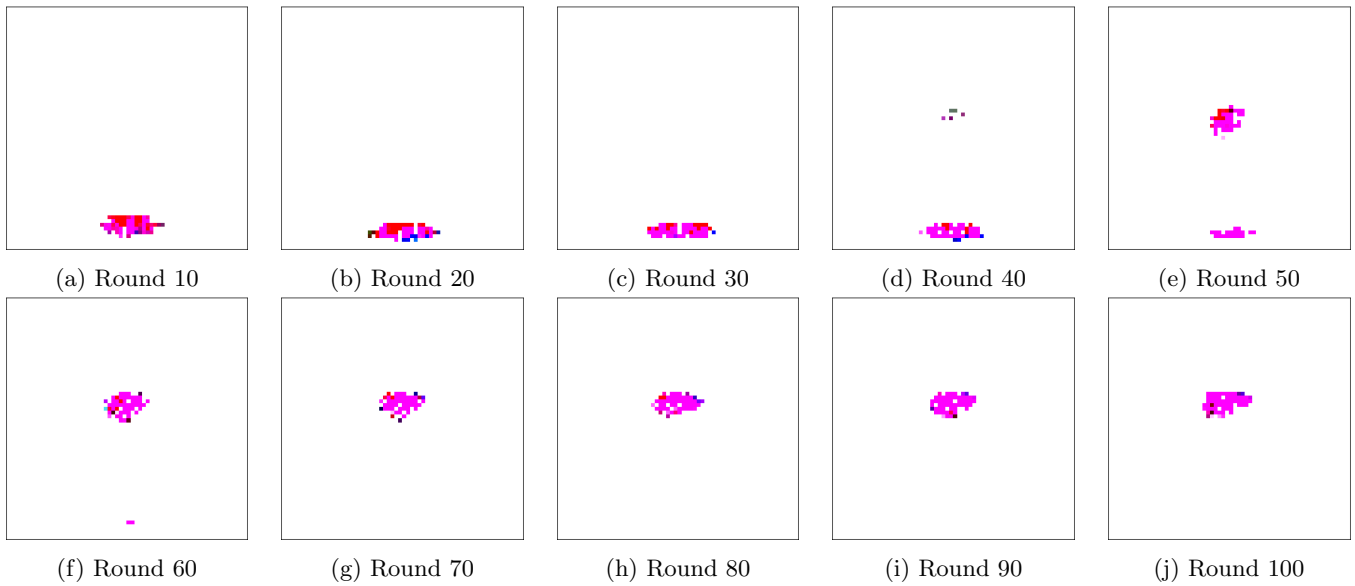 (a) Round 10
(b) Round 20
(c) Round 30
(d) Round 40
(e) Round 50
(f) Round 60
(g) Round 70
(h) Round 80
(i) Round 90
(j) Round 100